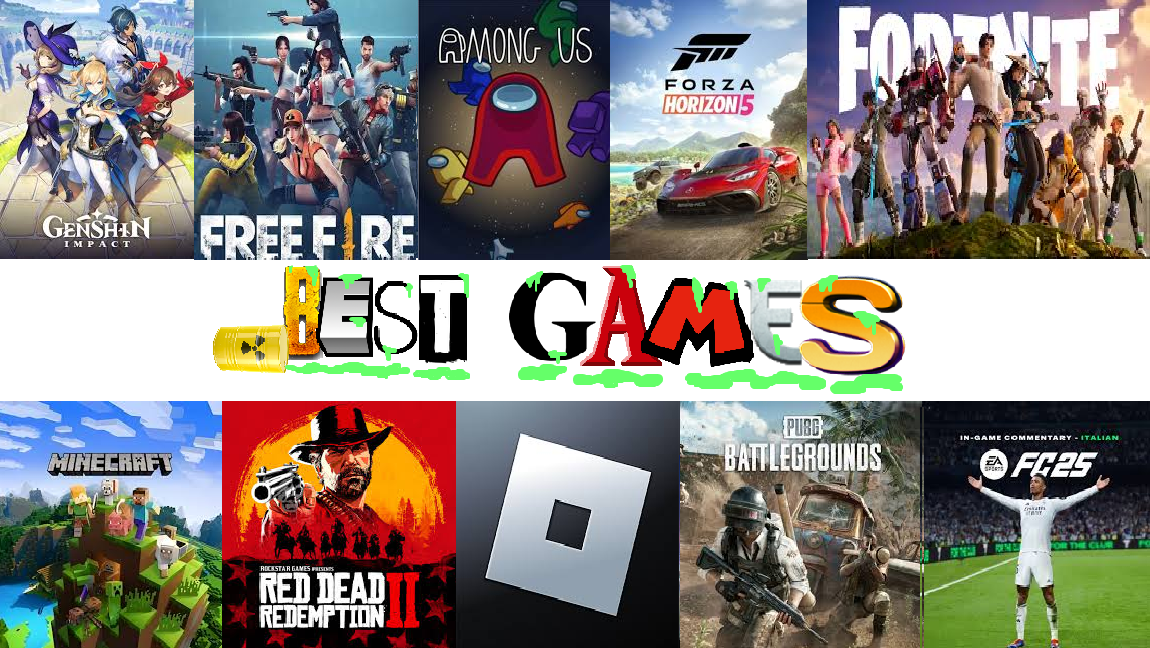 GENSHIN
IMPACT
FREE FIRE
AMONG US
FORZA
HORIZON 5
FORTNITE
BEST GAMES
MINECRAFT
ROCKSTAR GAMES PRESENTS
RED DEAD
REDEMPTION II
PUBG
BATTLEGROUNDS
IN-GAME COMMENTARY - ITALIAN
EA
SPORTS
FC25